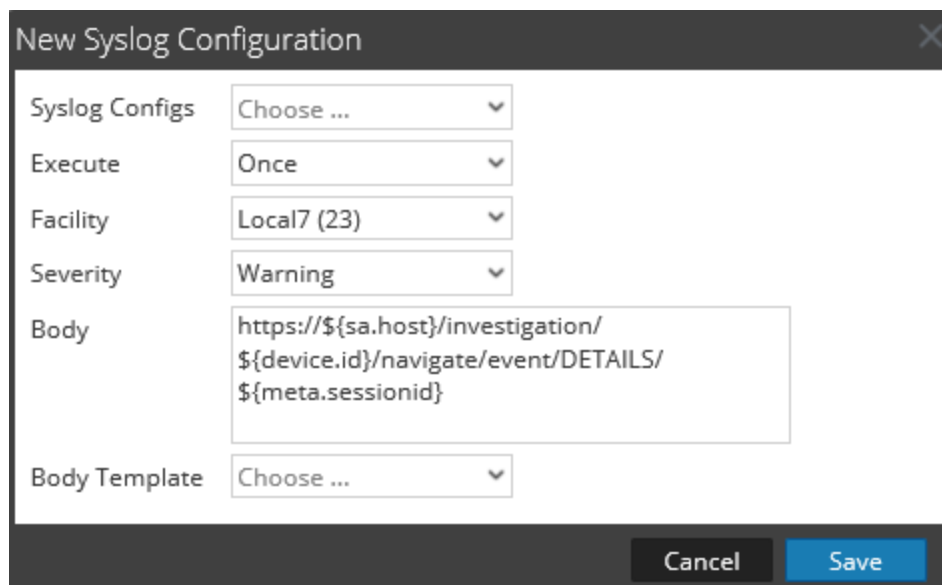 New Syslog Configuration
Syslog Configs Choose ...
Execute Once
Facility Local7 (23)
Severity Warning
Body https://${sa.host}/investigation/
${device.id}/navigate/event/DETAILS/
${meta.sessionid}
Body Template Choose ...
Cancel Save